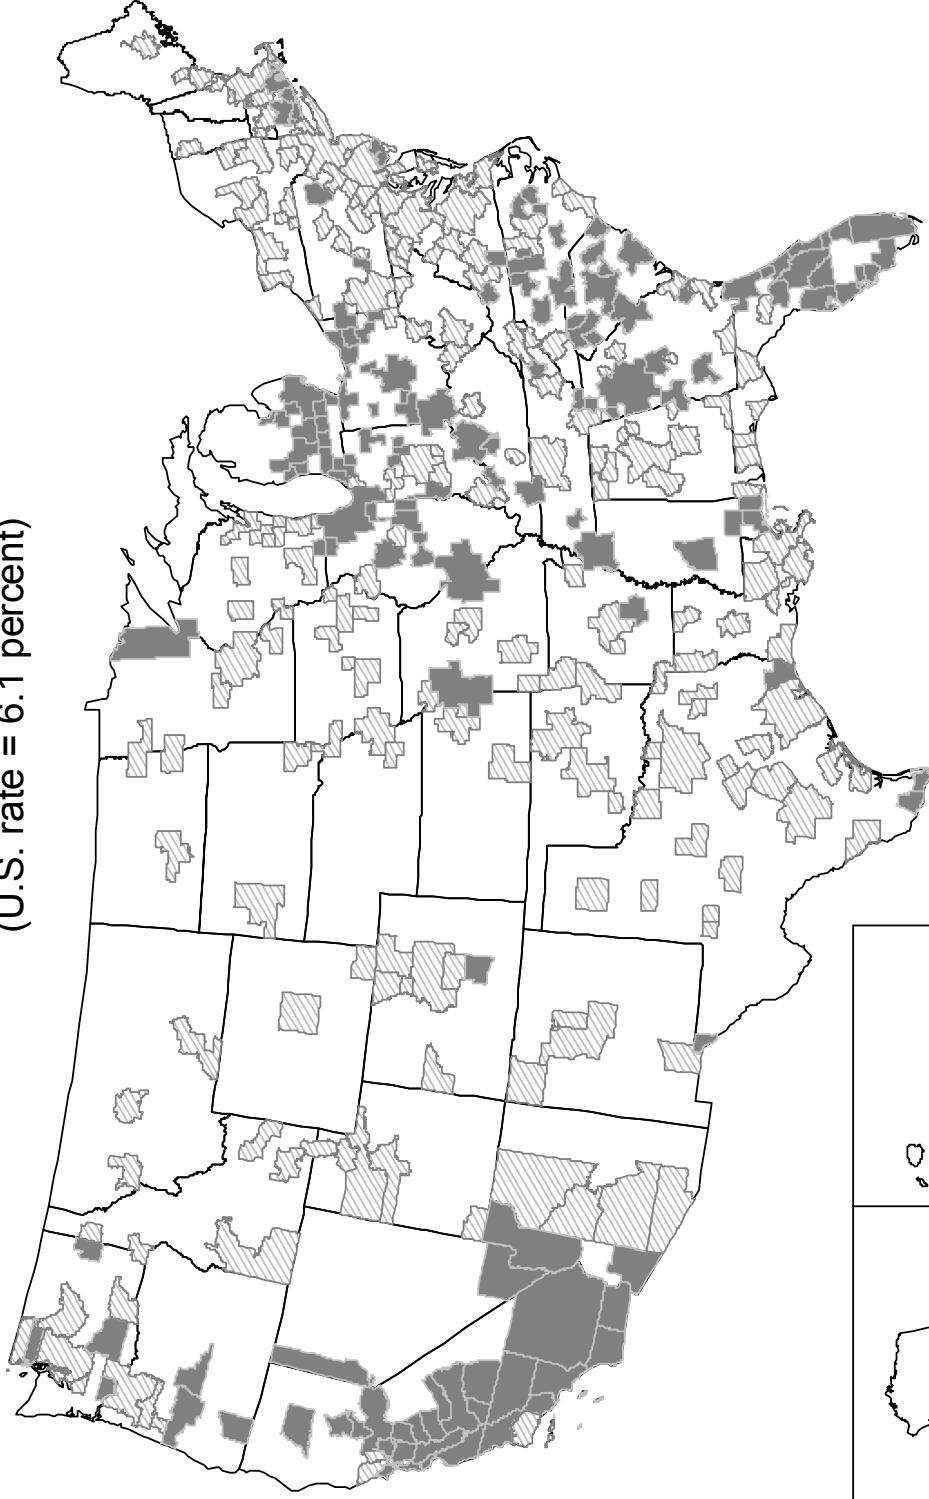 (U.S. rate = 6.1 percent)